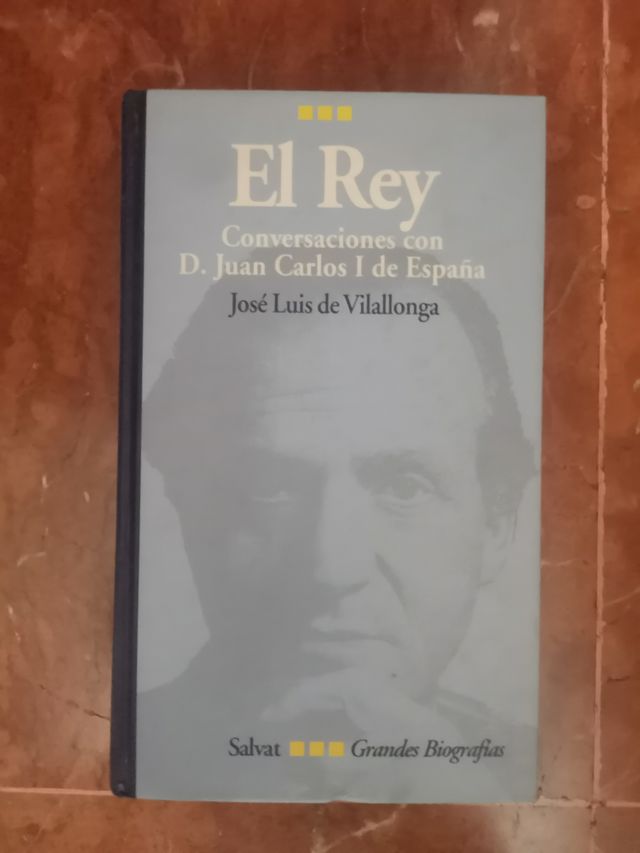 El Rey
Conversaciones con
D. Juan Carlos I de España
José Luis de Vilallonga
Salvat Grandes Biografías